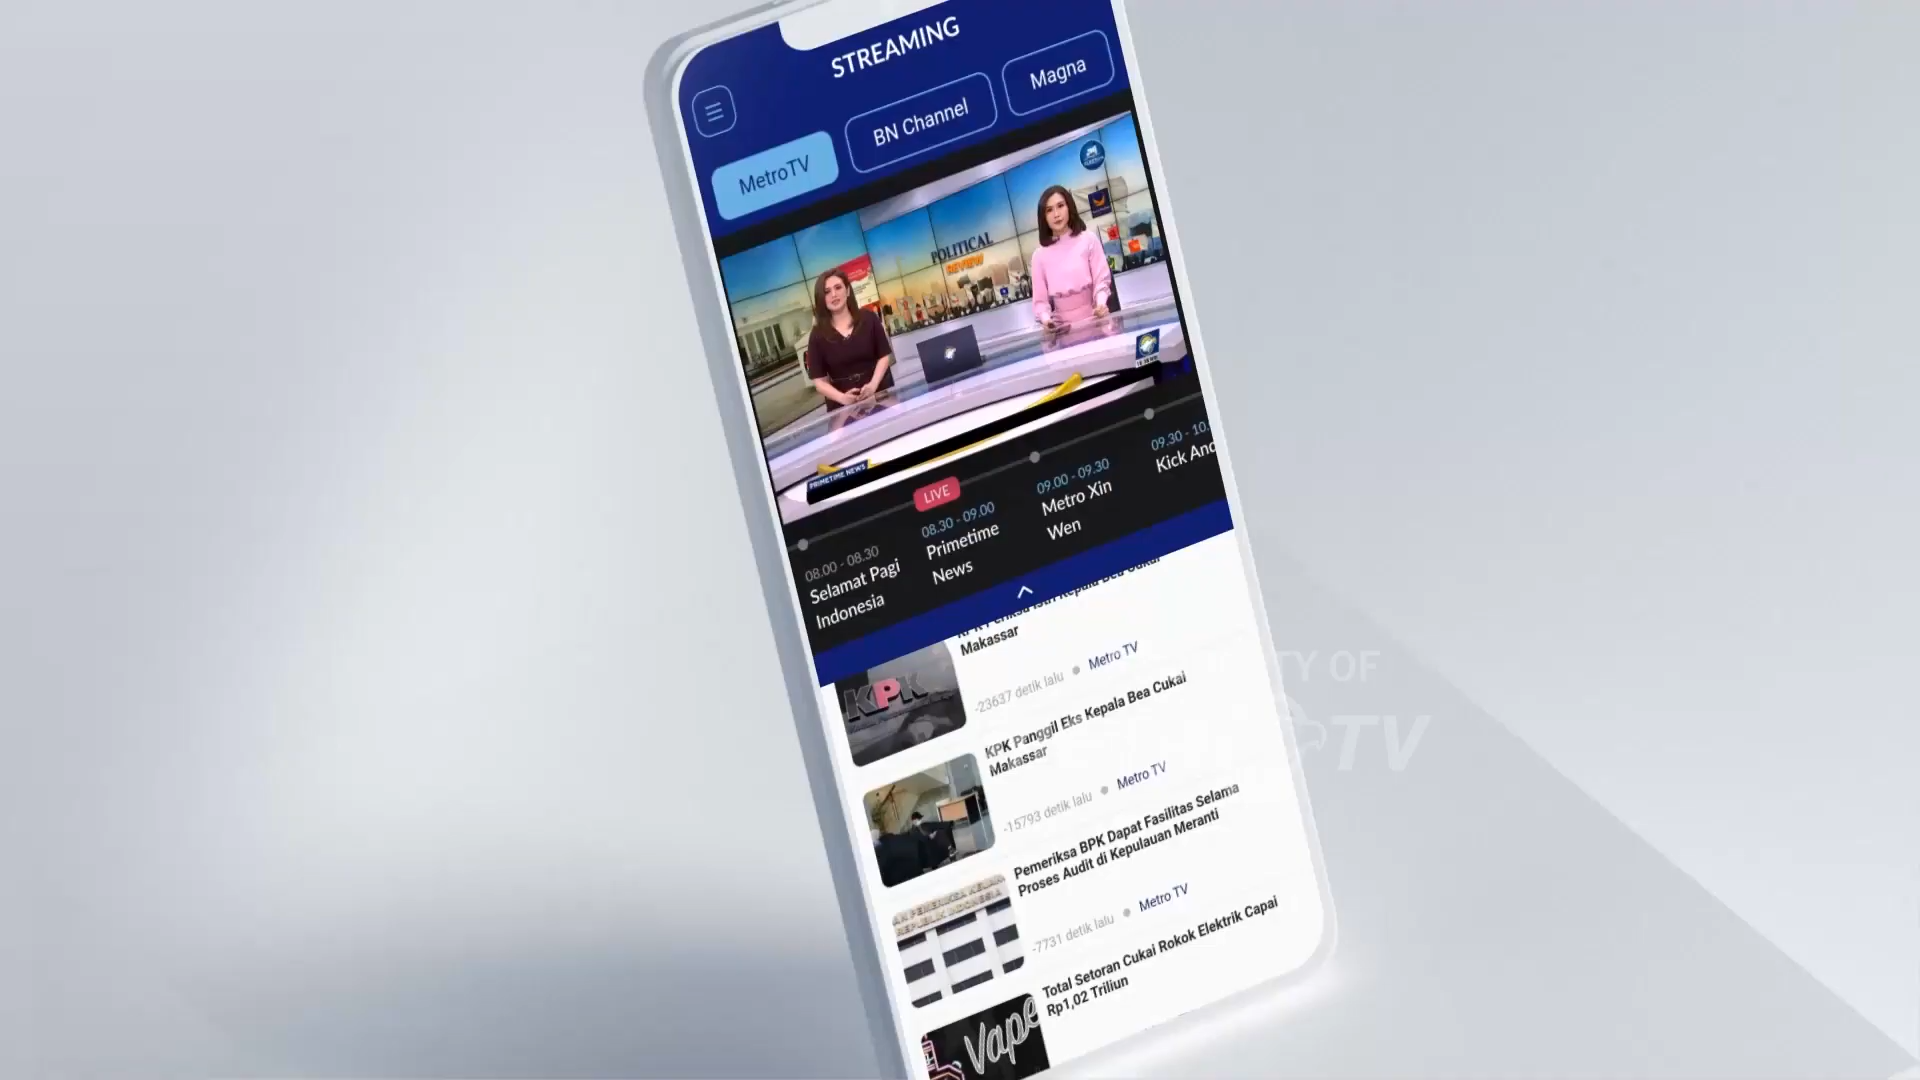 STREAMING
MetroTV
BN Channel
Magna
POLITICAL
REVIEW
PRIMETIME NEWS
LIVE
08.00 - 08.30
Selamat Pagi
Indonesia
08.30 - 09.00
Primetime
News
09.00 - 09.30
Metro Xin
Wen
09.30 - 10.
Kick And
Makassar
KPK
-23637 detik lalu
Metro TV
KPK Panggil Eks Kepala Bea Cukai
Makassar
-15793 detik lalu
Metro TV
Pemeriksa BPK Dapat Fasilitas Selama
Proses Audit di Kepulauan Meranti
REPUBLIK INDONESIA
-7731 detik lalu
Metro TV
Total Setoran Cukai Rokok Elektrik Capai
Rp1,02 Triliun
Vape
OF
TV